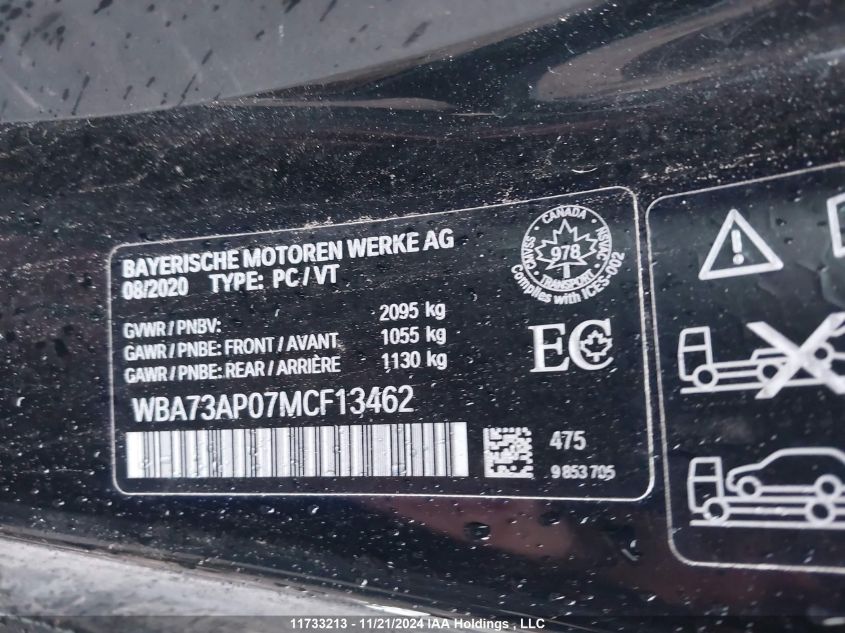 BAYERISCHE MOTOREN WERKE AG
08/2020 TYPE: PC / VT
GVWR / PNBV: 2095 kg
GAWR / PNBE: FRONT / AVANT 1055 kg
GAWR / PNBE: REAR / ARRIÈRE 1130 kg
WBA73AP07MCF13462
CANADA
SNVAC
NSVAC
978
TRANSPORT
Complies with ICES-002
EC
475
9 853 705
11733213 - 11/21/2024 IAA Holdings , LLC